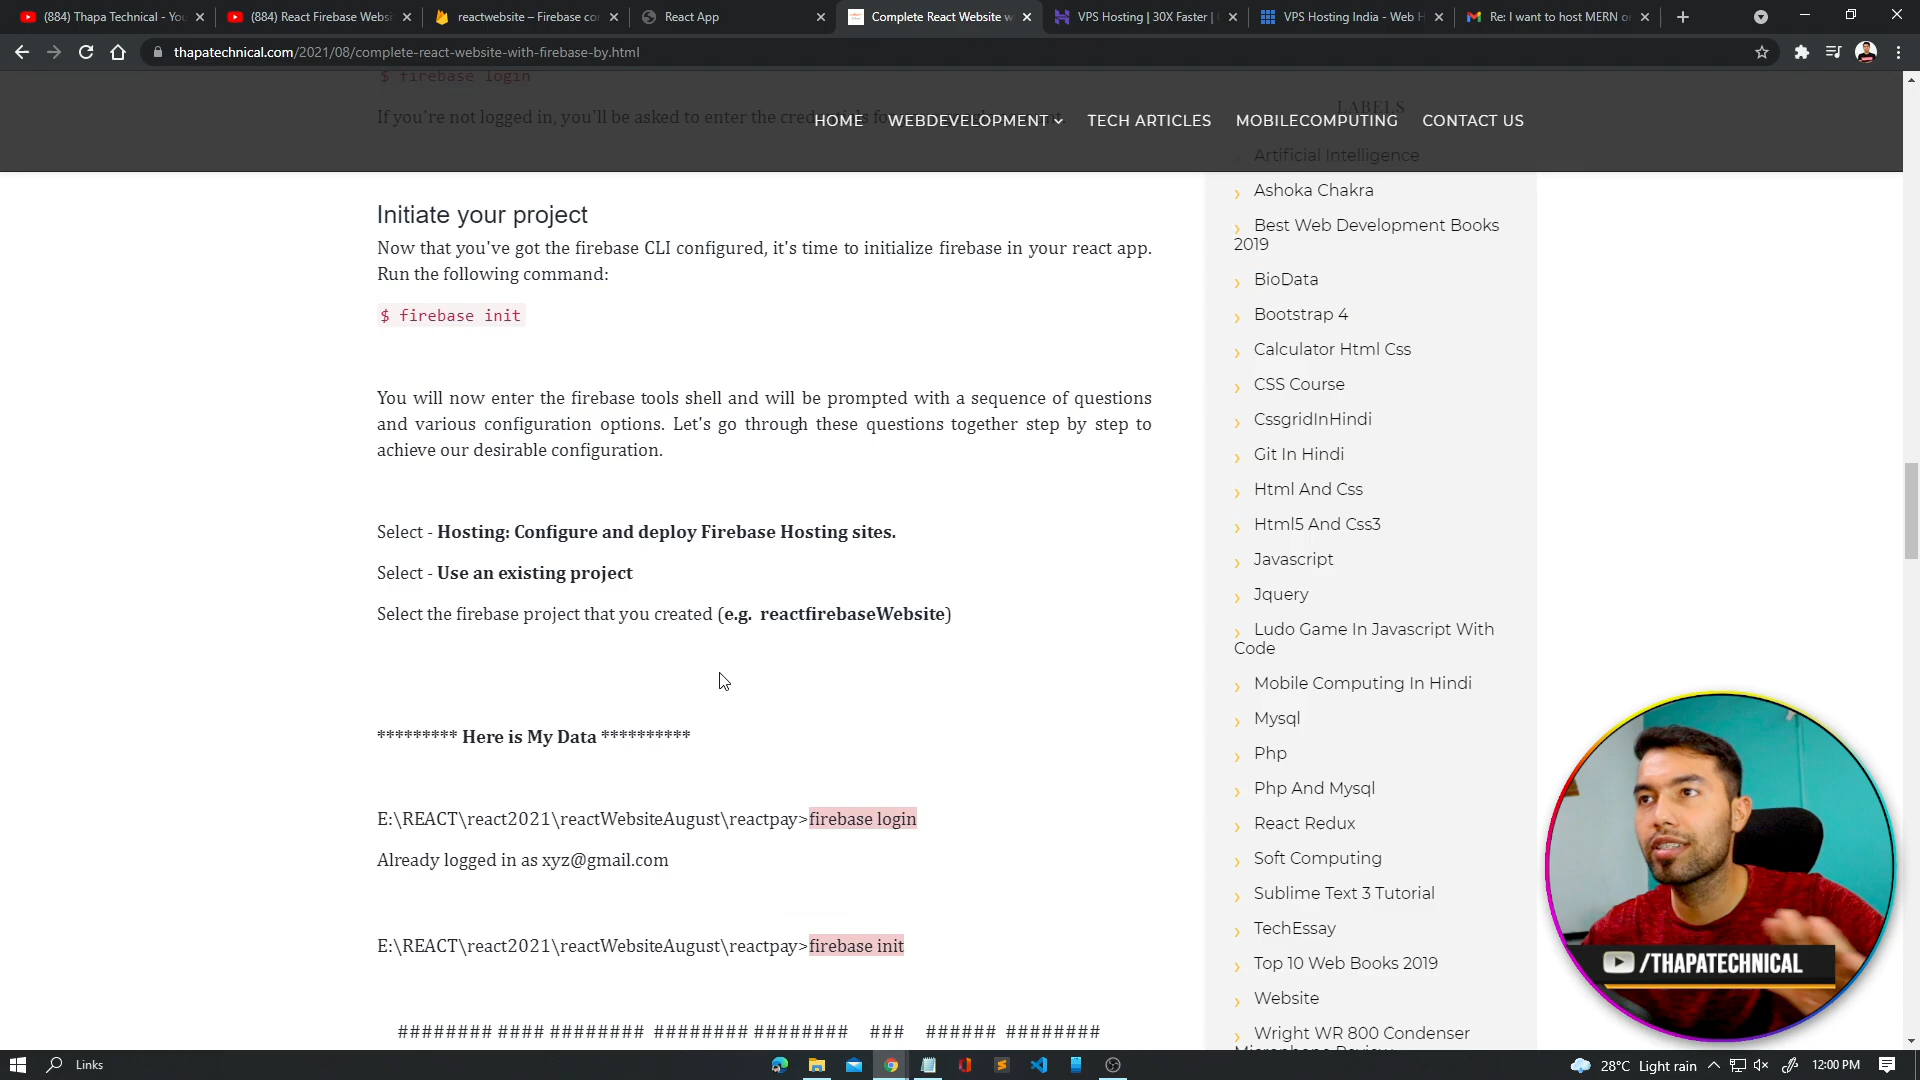 (884) Thapa Technical - You
(884) React Firebase Websi
reactwebsite – Firebase co
React App
Complete React Website w
VPS Hosting | 30X Faster |
VPS Hosting India - Web H
Re: I want to host MERN o
thapatechnical.com/2021/08/complete-react-website-with-firebase-by.html
$ firebase login
If you're not logged in, you'll be asked to enter the
HOME WEBDEVELOPMENT TECH ARTICLES MOBILECOMPUTING CONTACT US
LABELS
Artificial Intelligence
Initiate your project
Now that you've got the firebase CLI configured, it's time to initialize firebase in your react app.
Run the following command:
$ firebase init
You will now enter the firebase tools shell and will be prompted with a sequence of questions
and various configuration options. Let's go through these questions together step by step to
achieve our desirable configuration.
Select - Hosting: Configure and deploy Firebase Hosting sites.
Select - Use an existing project
Select the firebase project that you created (e.g. reactfirebaseWebsite)
********* Here is My Data **********
E:\REACT\react2021\reactWebsiteAugust\reactpay>firebase login
Already logged in as xyz@gmail.com
E:\REACT\react2021\reactWebsiteAugust\reactpay>firebase init
######## #### ######## ######## ######## ### ###### ########
Ashoka Chakra
Best Web Development Books
2019
BioData
Bootstrap 4
Calculator Html Css
CSS Course
CssgridInHindi
Git In Hindi
Html And Css
Html5 And Css3
Javascript
Jquery
Ludo Game In Javascript With
Code
Mobile Computing In Hindi
Mysql
Php
Php And Mysql
React Redux
Soft Computing
Sublime Text 3 Tutorial
TechEssay
Top 10 Web Books 2019
Website
Wright WR 800 Condenser
Microphone Review
/THAPATECHNICAL
Links
28°C Light rain
12:00 PM